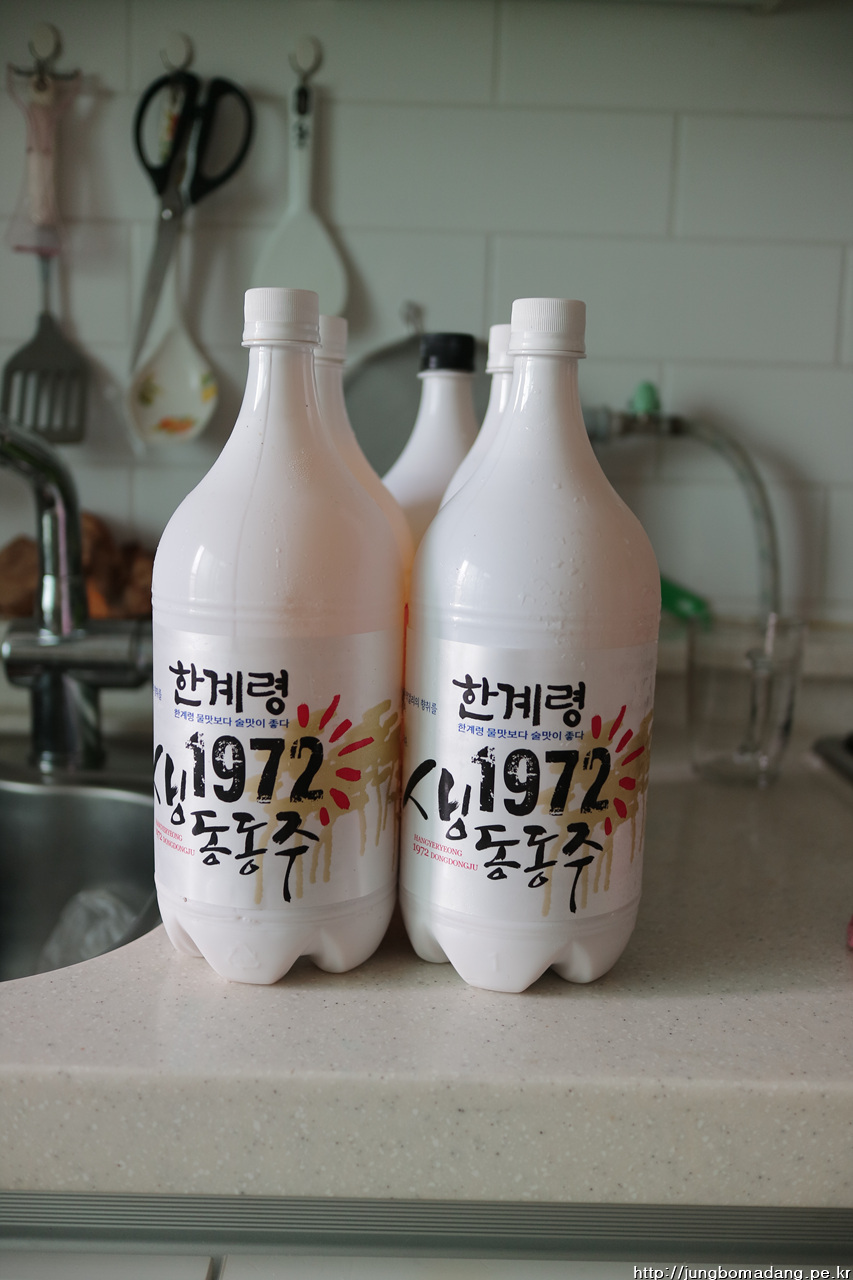 한계령
한계령 물맛보다 술맛이 좋다
1972
생
동동주
HANGYERYEONG
1972 DONGDONGJU
한계령
한계령 물맛보다 술맛이 좋다
생
1972
동동주
HANGYERYEONG
1972 DONGDONGJU
http://jungbomadang.pe.kr